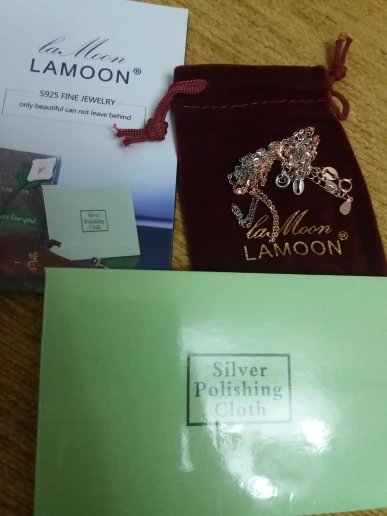 la Moon
LAMOON®
S925 FINE JEWELRY
only beautiful can not leave behind
Silver
Polishing
Cloth
la Moon
LAMOON®
Silver
Polishing
Cloth